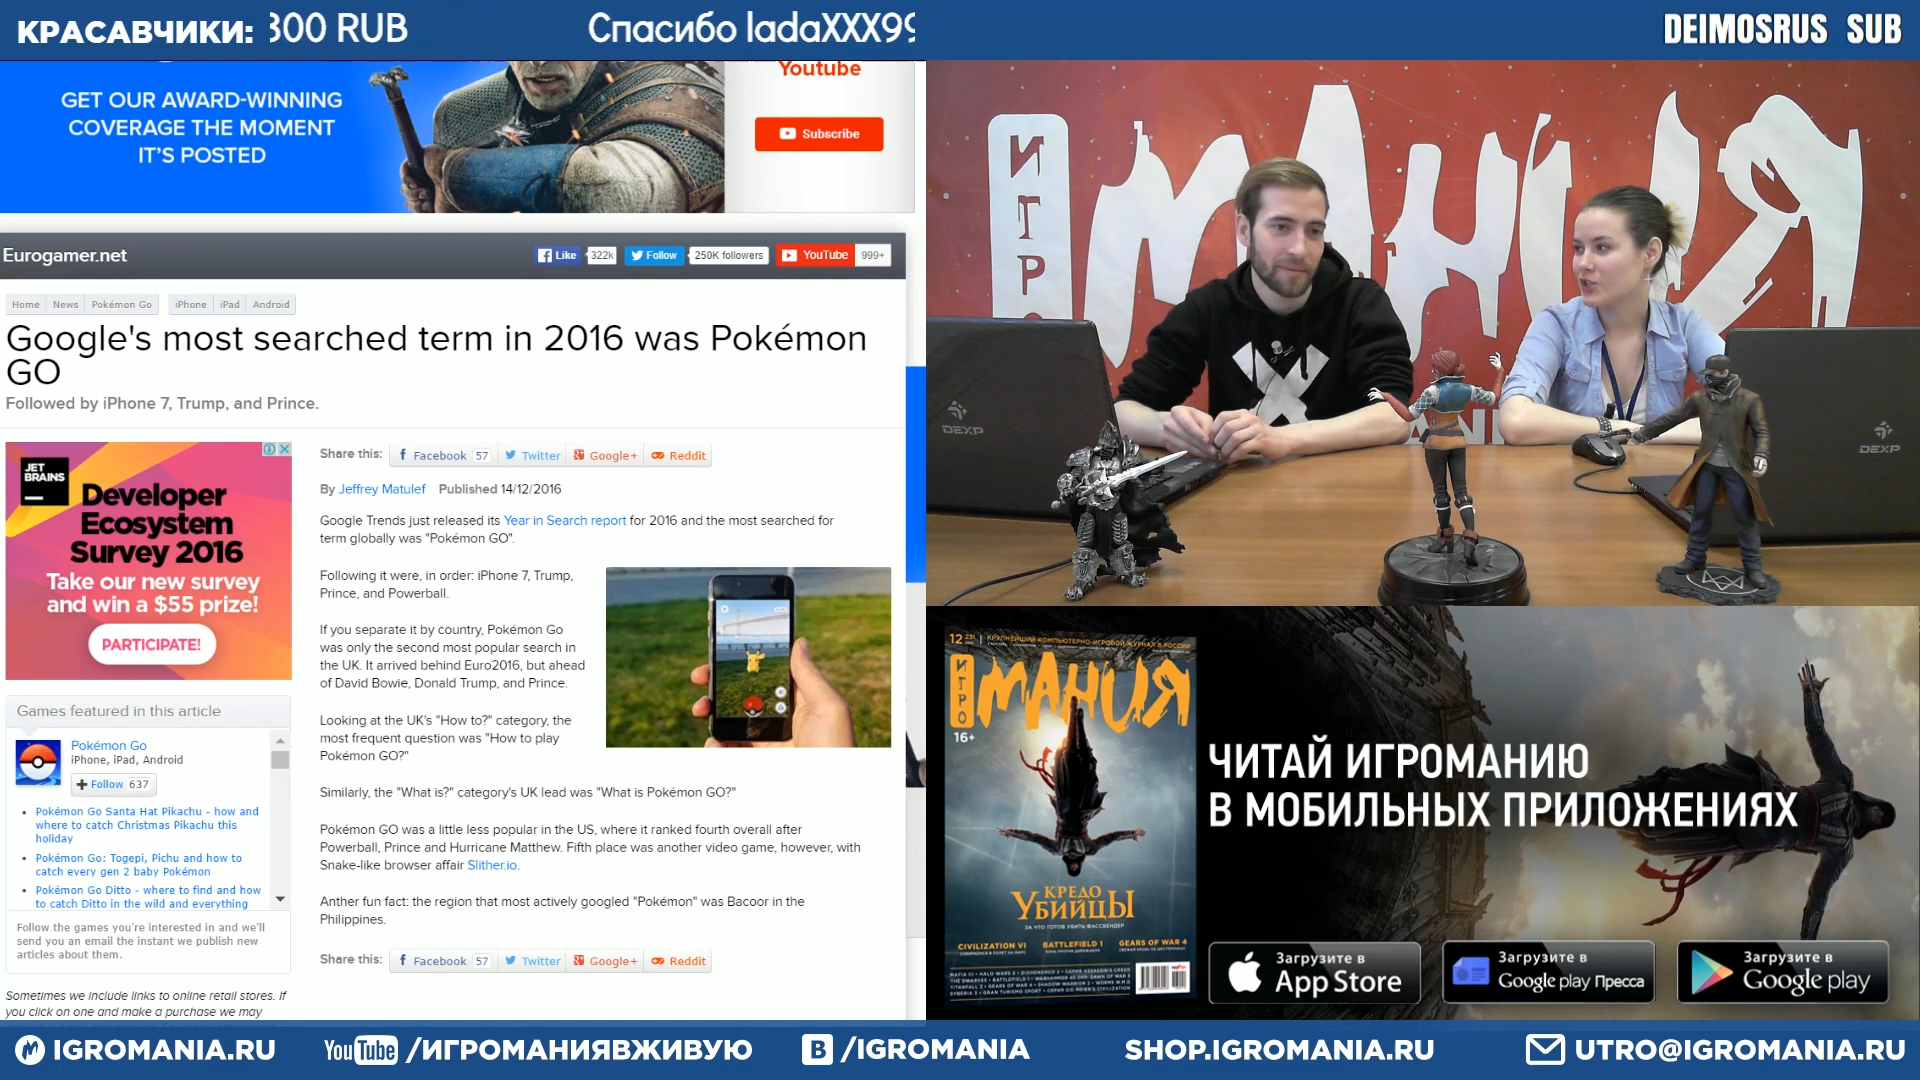 КРАСАВЧИКИ:
300 RUB
Спасибо ladaXXX99
DEIMOSRUS SUB
GET OUR AWARD-WINNING
COVERAGE THE MOMENT
IT'S POSTED
Youtube
Subscribe
Eurogamer.net
Like 322k
Follow 250K followers
YouTube 999+
Home News Pokémon Go iPhone iPad Android
Google's most searched term in 2016 was Pokémon
GO
Followed by iPhone 7, Trump, and Prince.
JET
BRAINS
Developer
Ecosystem
Survey 2016
Take our new survey
and win a $55 prize!
PARTICIPATE!
Games featured in this article
Pokémon Go
iPhone, iPad, Android
Follow 637
Pokémon Go Santa Hat Pikachu - how and
where to catch Christmas Pikachu this
holiday
Pokémon Go: Togepi, Pichu and how to
catch every gen 2 baby Pokémon
Pokémon Go Ditto - where to find and how
to catch Ditto in the wild and everything
Follow the games you're interested in and we'll
send you an email the instant we publish new
articles about them.
Sometimes we include links to online retail stores. If
you click on one and make a purchase we may
Share this: Facebook 57 Twitter Google+ Reddit
By Jeffrey Matulef Published 14/12/2016
Google Trends just released its Year in Search report for 2016 and the most searched for
term globally was "Pokémon GO".
Following it were, in order: iPhone 7, Trump,
Prince, and Powerball.
If you separate it by country, Pokémon Go
was only the second most popular search in
the UK. It arrived behind Euro2016, but ahead
of David Bowie, Donald Trump, and Prince.
Looking at the UK's "How to?" category, the
most frequent question was "How to play
Pokémon GO?"
Similarly, the "What is?" category's UK lead was "What is Pokémon GO?"
Pokémon GO was a little less popular in the US, where it ranked fourth overall after
Powerball, Prince and Hurricane Matthew. Fifth place was another video game, however, with
Snake-like browser affair Slither.io.
Anther fun fact: the region that most actively googled "Pokémon" was Bacoor in the
Philippines.
Share this: Facebook 57 Twitter Google+ Reddit
ИГР
МАНИЯ
DEXP
DEXP
12
КРУПНЕЙШИЙ КОМПЬЮТЕРНО-ИГРОВОЙ ЖУРНАЛ В РОССИИ
ИГРО
МАНИЯ
16+
КРЕДО
УБИЙЦЫ
ЗА ЧТО ГОТОВ УБИТЬ ФАССБЕНДЕР
CIVILIZATION VI BATTLEFIELD 1 GEARS OF WAR 4
ЧИТАЙ ИГРОМАНИЮ
В МОБИЛЬНЫХ ПРИЛОЖЕНИЯХ
Загрузите в
App Store
Загрузите в
Google play Пресса
Загрузите в
Google play
IGROMANIA.RU
YouTube /ИГРОМАНИЯВЖИВУЮ
B /IGROMANIA
SHOP.IGROMANIA.RU
UTRO@IGROMANIA.RU